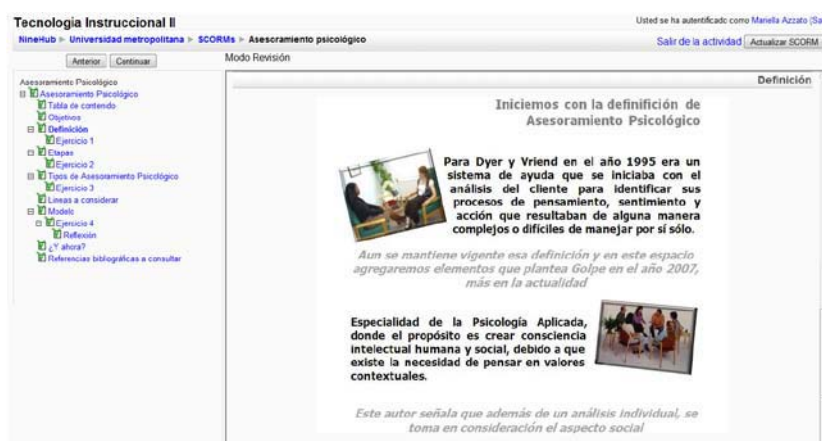 Tecnología Instruccional II
Usted se ha autentificado como Mariella Azzato (Sa
NineHub ► Universidad metropolitana ► SCORMs ► Asesoramiento psicológico
Salir de la actividad Actualizar SCORM
Anterior Continuar
Modo Revisión
Asesoramiento Psicológico
Asesoramiento Psicológico
Tabla de contenido
Objetivos
Definición
Ejercicio 1
Etapas
Ejercicio 2
Tipos de Asesoramiento Psicológico
Ejercicio 3
Lineas a considerar
Modelo
Ejercicio 4
Reflexión
¿Y ahora?
Referencias bibliográficas a consultar
Definición
Iniciemos con la definifición de
Asesoramiento Psicológico
Para Dyer y Vriend en el año 1995 era un
sistema de ayuda que se iniciaba con el
análisis del cliente para identificar sus
procesos de pensamiento, sentimiento y
acción que resultaban de alguna manera
complejos o difíciles de manejar por sí sólo.
Aun se mantiene vigente esa definición y en este espacio
agregaremos elementos que plantea Golpe en el año 2007,
más en la actualidad
Especialidad de la Psicología Aplicada,
donde el propósito es crear consciencia
intelectual humana y social, debido a que
existe la necesidad de pensar en valores
contextuales.
Este autor señala que además de un análisis individual, se
toma en consideración el aspecto social